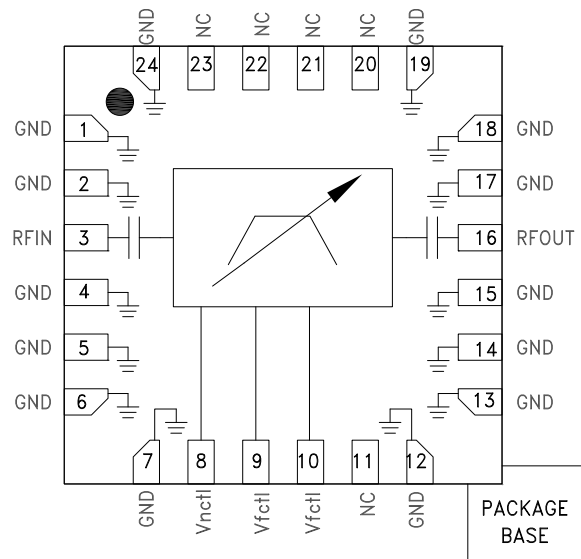 GND NC NC NC NC GND
24 23 22 21 20 19
GND 1 18 GND
GND 2 17 GND
RFIN 3 16 RFOUT
GND 4 15 GND
GND 5 14 GND
GND 6 13 GND
7 8 9 10 11 12
GND Vnctl Vfctl Vfctl NC GND
PACKAGE
BASE